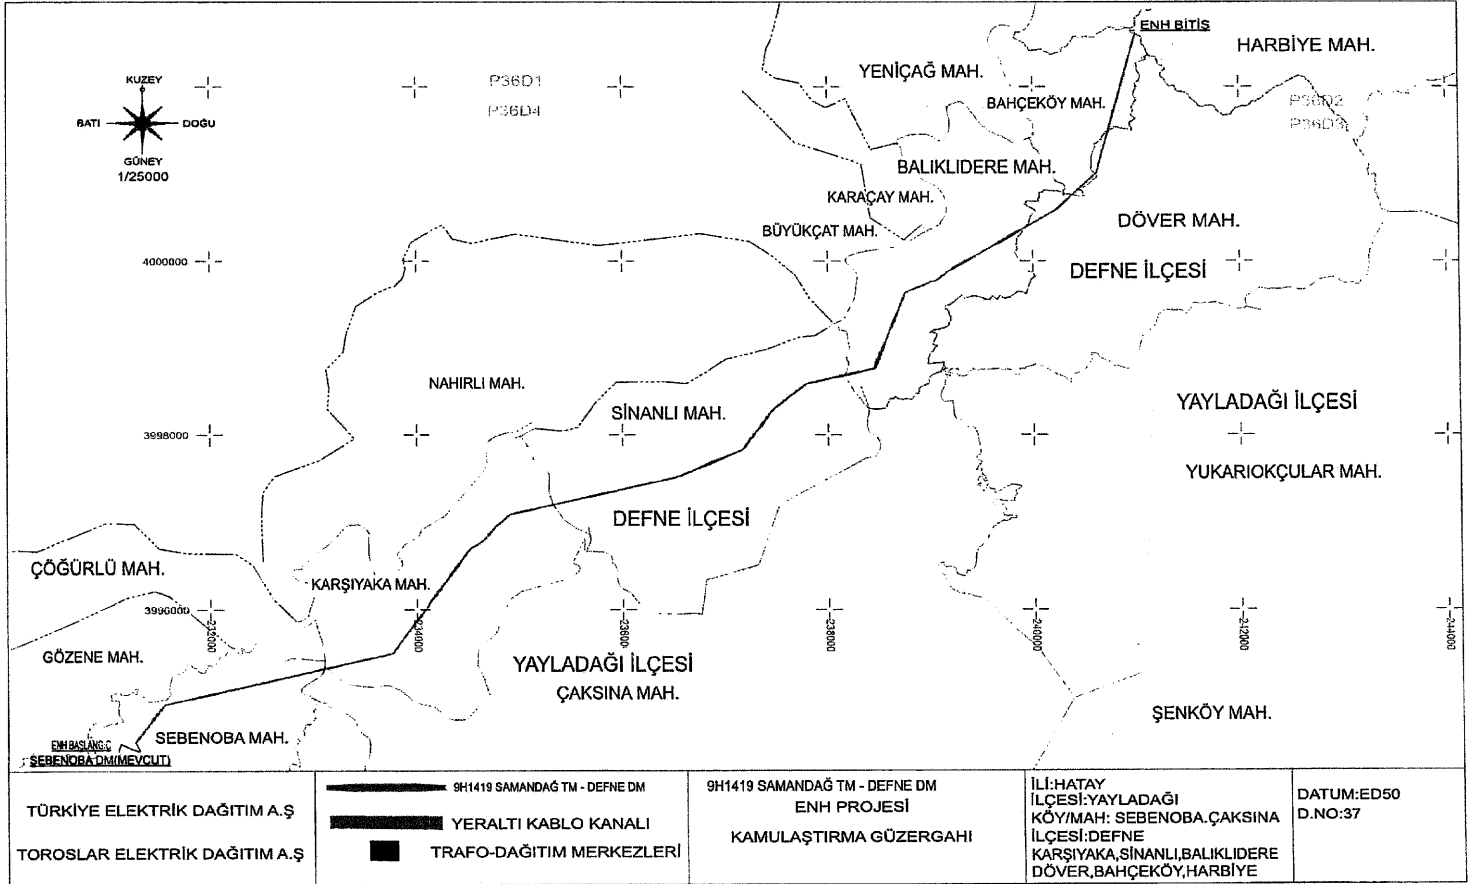 ENH BİTİŞ
HARBİYE MAH.
YENİÇAĞ MAH.
KUZEY
P36D1
BAHÇEKÖY MAH.
P36D2
P36D4
BATI
DOĞU
P36D3
GÜNEY
1/25000
BALIKLIDERE MAH.
KARAÇAY MAH.
DÖVER MAH.
BÜYÜKÇAT MAH.
4000000
DEFNE İLÇESİ
NAHIRLI MAH.
SİNANLI MAH.
YAYLADAĞI İLÇESİ
3998000
YUKARIOKÇULAR MAH.
DEFNE İLÇESİ
ÇÖĞÜRLÜ MAH.
KARŞIYAKA MAH.
3996000
-232000
-234000
-238000
-240000
-242000
-244000
GÖZENE MAH.
YAYLADAĞI İLÇESİ
ÇAKSINA MAH.
ŞENKÖY MAH.
SEBENOBA MAH.
SEBENOBA DM(MEVCUT)
TÜRKİYE ELEKTRİK DAĞITIM A.Ş
TOROSLAR ELEKTRİK DAĞITIM A.Ş
9H1419 SAMANDAĞ TM - DEFNE DM
YERALTI KABLO KANALI
TRAFO-DAĞITIM MERKEZLERİ
9H1419 SAMANDAĞ TM - DEFNE DM
ENH PROJESİ
KAMULAŞTIRMA GÜZERGAHI
İLİ:HATAY
İLÇESİ:YAYLADAĞI
KÖY/MAH: SEBENOBA.ÇAKSINA
İLÇESİ:DEFNE
KARŞIYAKA,SİNANLI,BALIKLIDERE
DÖVER,BAHÇEKÖY,HARBİYE
DATUM:ED50
D.NO:37